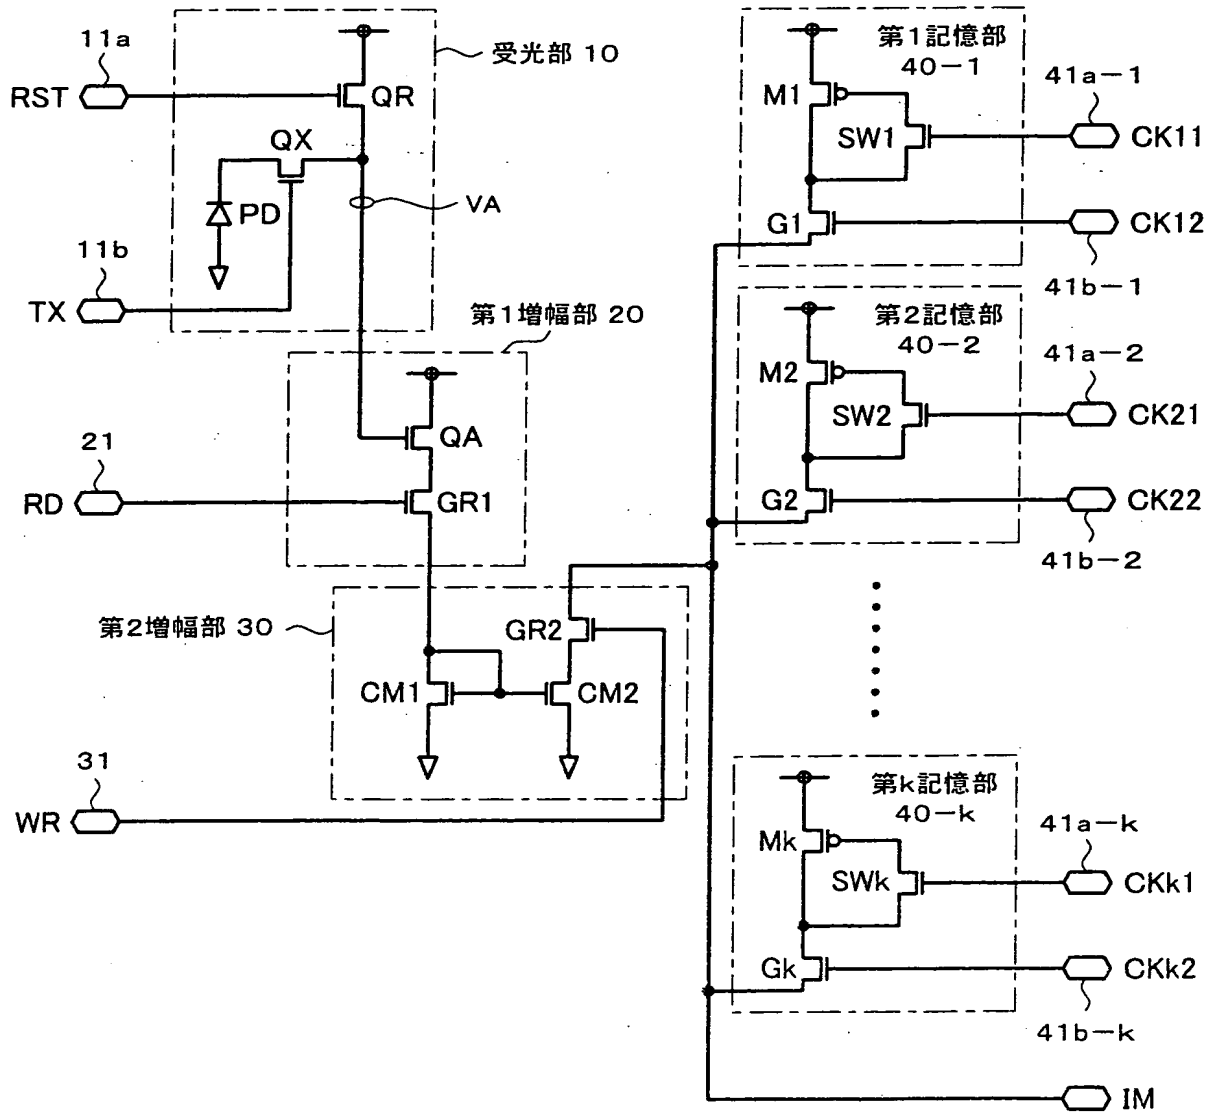 11a
RST
受光部 10
QR
QX
PD
VA
11b
TX
第1増幅部 20
QA
21
RD
GR1
第2増幅部 30
GR2
CM1
CM2
31
WR
第1記憶部
40-1
M1
SW1
41a-1
CK11
G1
CK12
41b-1
第2記憶部
40-2
M2
SW2
41a-2
CK21
G2
CK22
41b-2
第k記憶部
40-k
Mk
SWk
41a-k
CKk1
Gk
CKk2
41b-k
IM